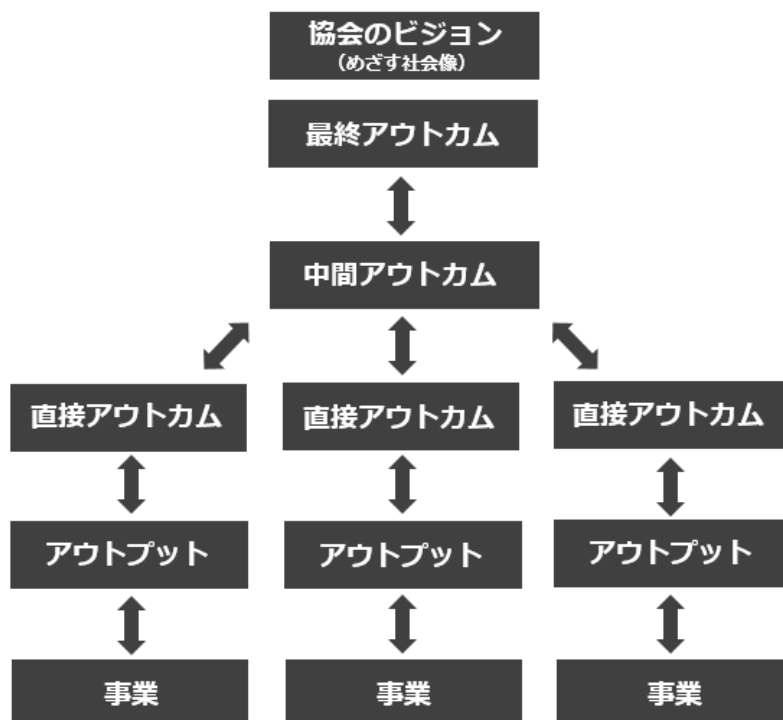 協会のビジョン
（めざす社会像）
最終アウトカム
中間アウトカム
直接アウトカム
直接アウトカム
直接アウトカム
アウトプット
アウトプット
アウトプット
事業
事業
事業